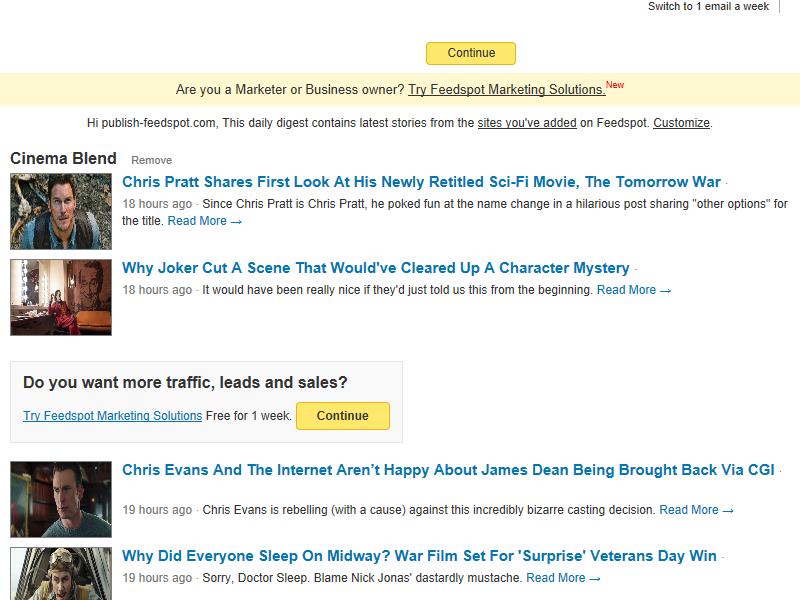 Switch to 1 email a week
Continue
Are you a Marketer or Business owner? Try Feedspot Marketing Solutions.New
Hi publish-feedspot.com, This daily digest contains latest stories from the sites you've added on Feedspot. Customize.
Cinema Blend Remove
Chris Pratt Shares First Look At His Newly Retitled Sci-Fi Movie, The Tomorrow War ·
18 hours ago · Since Chris Pratt is Chris Pratt, he poked fun at the name change in a hilarious post sharing "other options" for
the title. Read More →
Why Joker Cut A Scene That Would've Cleared Up A Character Mystery ·
18 hours ago · It would have been really nice if they'd just told us this from the beginning. Read More →
Do you want more traffic, leads and sales?
Try Feedspot Marketing Solutions Free for 1 week. Continue
Chris Evans And The Internet Aren’t Happy About James Dean Being Brought Back Via CGI ·
19 hours ago · Chris Evans is rebelling (with a cause) against this incredibly bizarre casting decision. Read More →
Why Did Everyone Sleep On Midway? War Film Set For 'Surprise' Veterans Day Win ·
19 hours ago · Sorry, Doctor Sleep. Blame Nick Jonas' dastardly mustache. Read More →